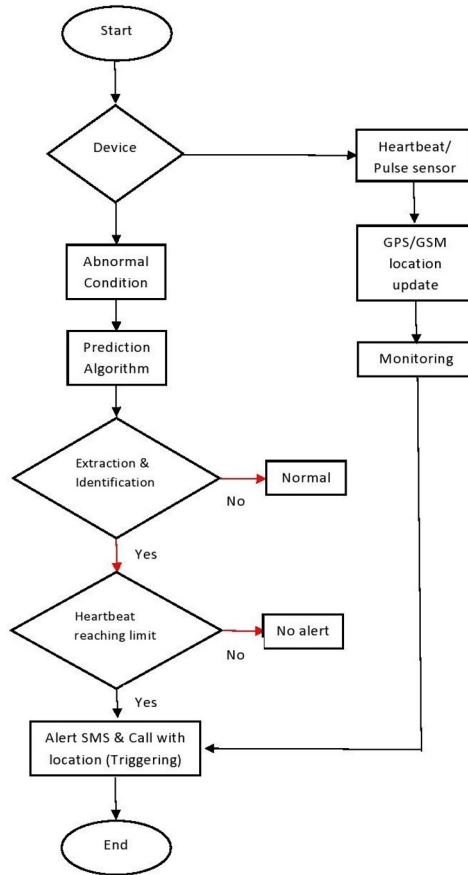 Start
Device
Heartbeat/
Pulse sensor
Abnormal
Condition
GPS/GSM
location
update
Prediction
Algorithm
Monitoring
Extraction &
Identification
Normal
No
Yes
Heartbeat
reaching limit
No alert
No
Yes
Alert SMS & Call with
location (Triggering)
End